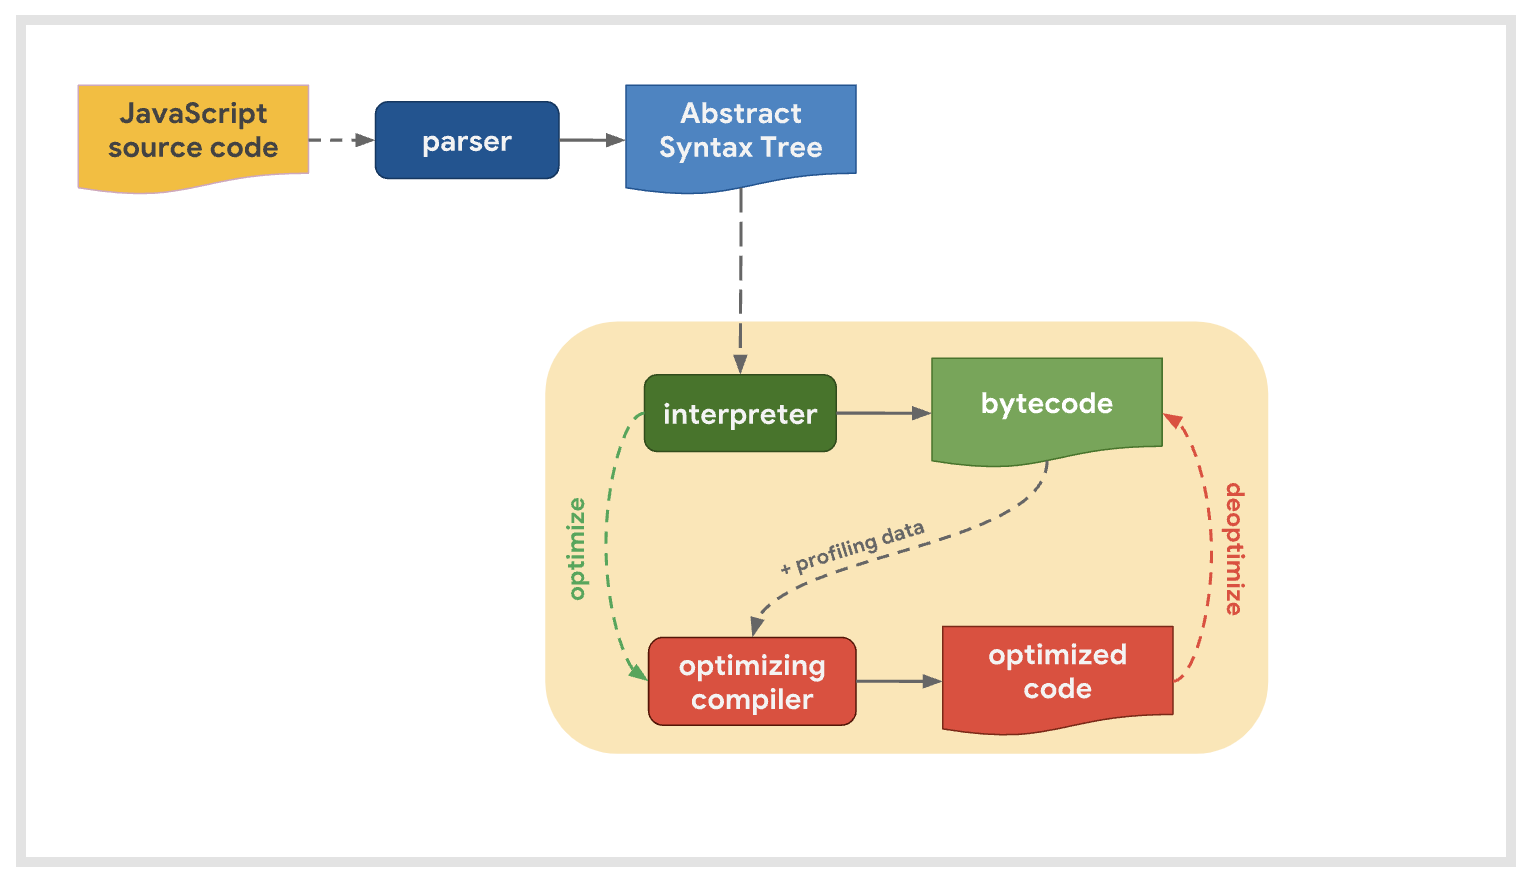 JavaScript
source code
parser
Abstract
Syntax Tree
interpreter
bytecode
optimize
+ profiling data
deoptimize
optimizing
compiler
optimized
code